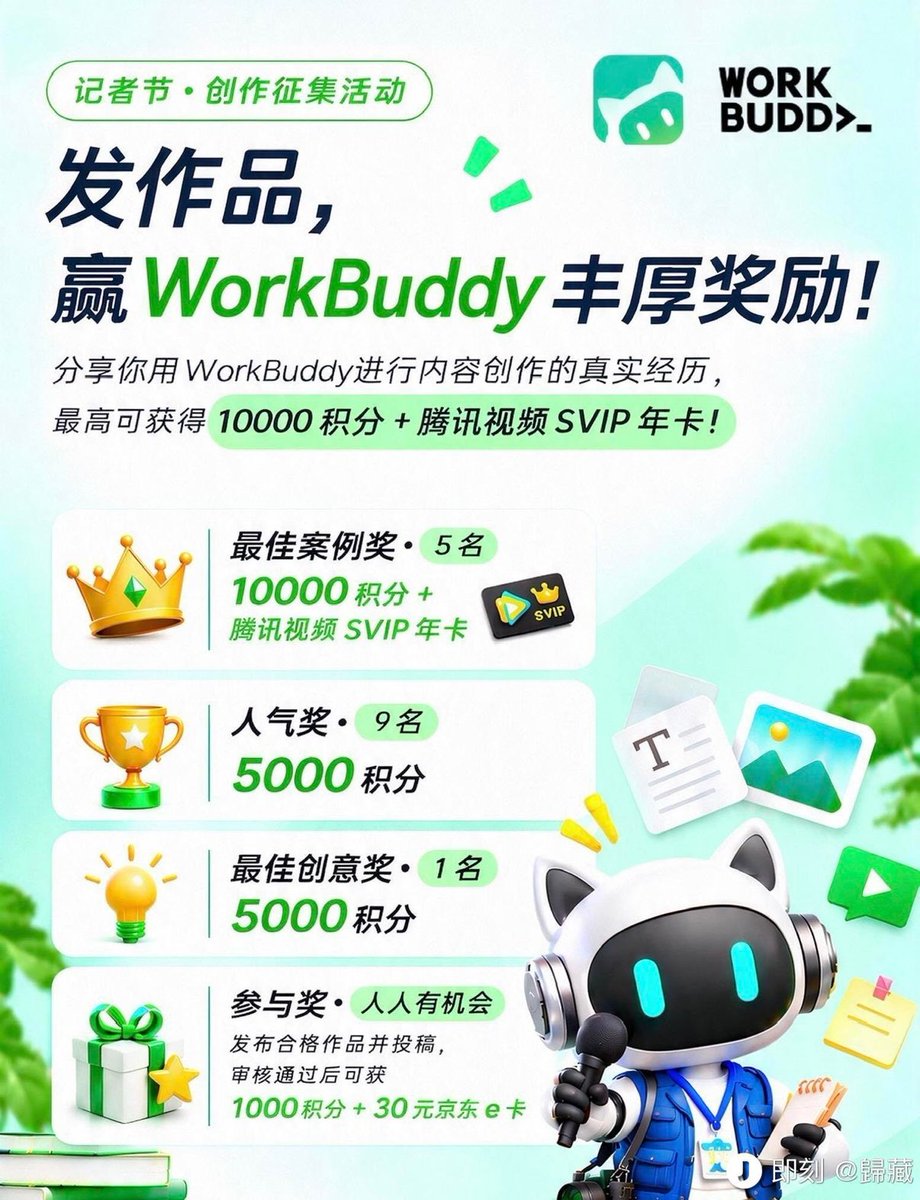 记者节·创作征集活动
WORK
BUDD>_
发作品，
赢 WorkBuddy 丰厚奖励！
分享你用 WorkBuddy进行内容创作的真实经历，
最高可获得 10000 积分 + 腾讯视频 SVIP 年卡！
最佳案例奖· 5 名
10000 积分 +
腾讯视频 SVIP 年卡
SVIP
人气奖· 9 名
5000 积分
T
最佳创意奖· 1 名
5000 积分
参与奖· 人人有机会
发布合格作品并投稿，
审核通过后可获
1000积分 + 30 元京东 e 卡
即刻 @歸藏